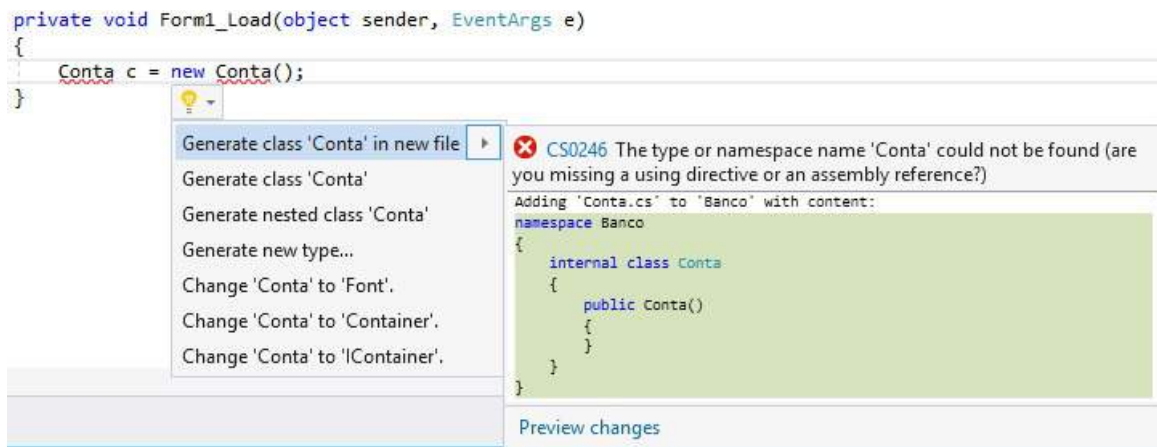 private void Form1_Load(object sender, EventArgs e)
{
Conta c = new Conta();
}
Generate class 'Conta' in new file
Generate class 'Conta'
Generate nested class 'Conta'
Generate new type...
Change 'Conta' to 'Font'.
Change 'Conta' to 'Container'.
Change 'Conta' to 'IContainer'.
CS0246 The type or namespace name 'Conta' could not be found (are
you missing a using directive or an assembly reference?)
Adding 'Conta.cs' to 'Banco' with content:
namespace Banco
{
internal class Conta
{
public Conta()
{
}
}
}
Preview changes